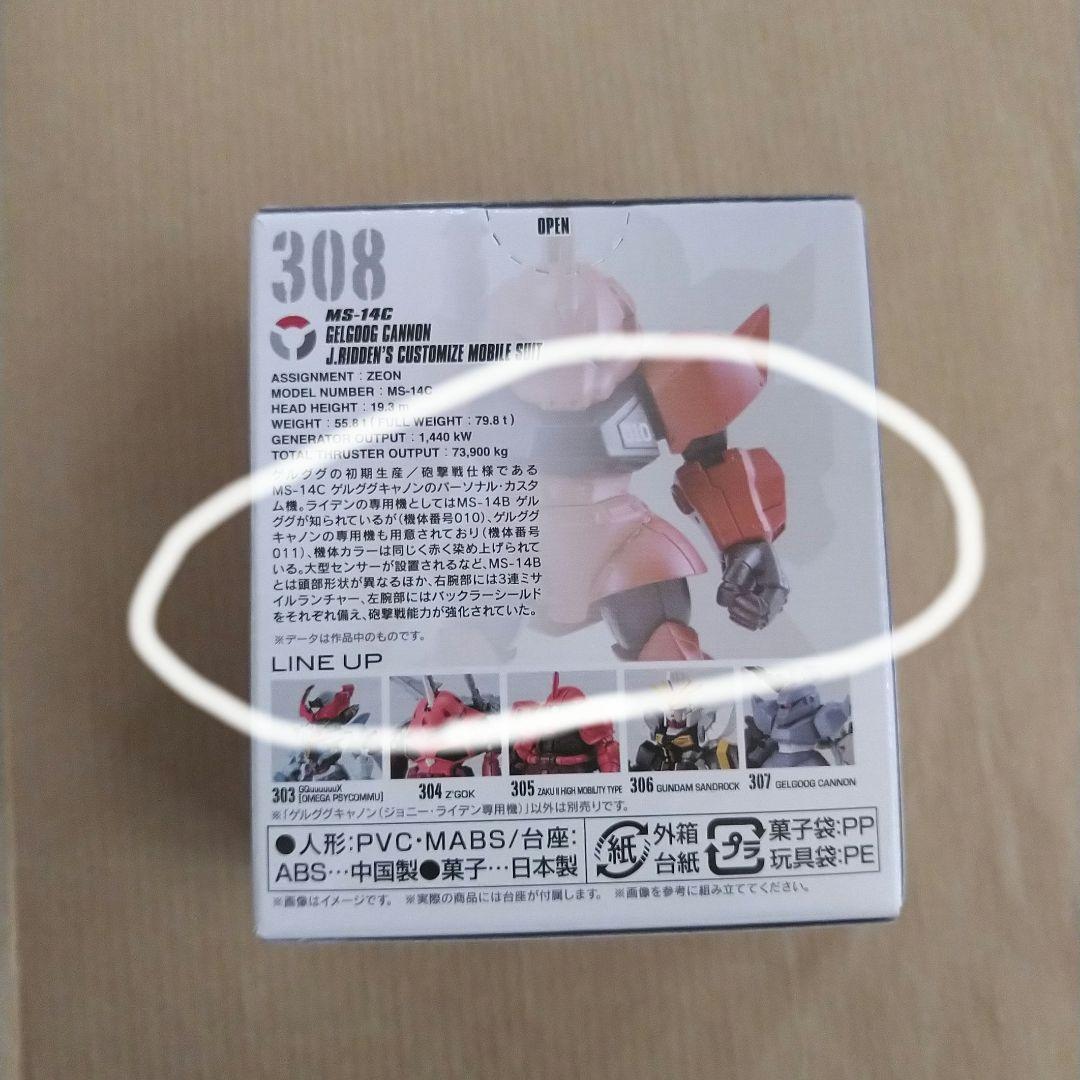 OPEN
308
MS-14C
GELGOOG CANNON
J.RIDDEN'S CUSTOMIZE MOBILE SUIT
ASSIGNMENT : ZEON
MODEL NUMBER : MS-14C
HEAD HEIGHT : 19.3 m
WEIGHT : 55.8 t ( FULL WEIGHT : 79.8 t )
GENERATOR OUTPUT : 1,440 kW
TOTAL THRUSTER OUTPUT : 73,900 kg
ゲルググの初期生産／砲撃戦仕様である
MS-14C ゲルググキャノンのパーソナル・カスタ
ム機。ライデンの専用機としてはMS-14B ゲル
ググが知られているが(機体番号010)、ゲルググ
キャノンの専用機も用意されており(機体番号
011)、機体カラーは同じく赤く染め上げられて
いる。大型センサーが設置されるなど、MS-14B
とは頭部形状が異なるほか、右腕部には3連ミサ
イルランチャー、左腕部にはバックラーシールド
をそれぞれ備え、砲撃戦能力が強化されていた。
※データは作品中のものです。
LINE UP
303 GQuuuuuuX [OMEGA PSYCOMMU]
304 Z'GOK
305 ZAKU II HIGH MOBILITY TYPE
306 GUNDAM SANDROCK
307 GELGOOG CANNON
※「ゲルググキャノン(ジョニー・ライデン専用機)」以外は別売りです。
●人形:PVC・MABS/台座:
ABS…中国製●菓子…日本製
紙 外箱 台紙
プラ 菓子袋:PP 玩具袋:PE
※画像はイメージです。 ※実際の商品には台座が付属します。 ※画像を参考に組み立ててください。